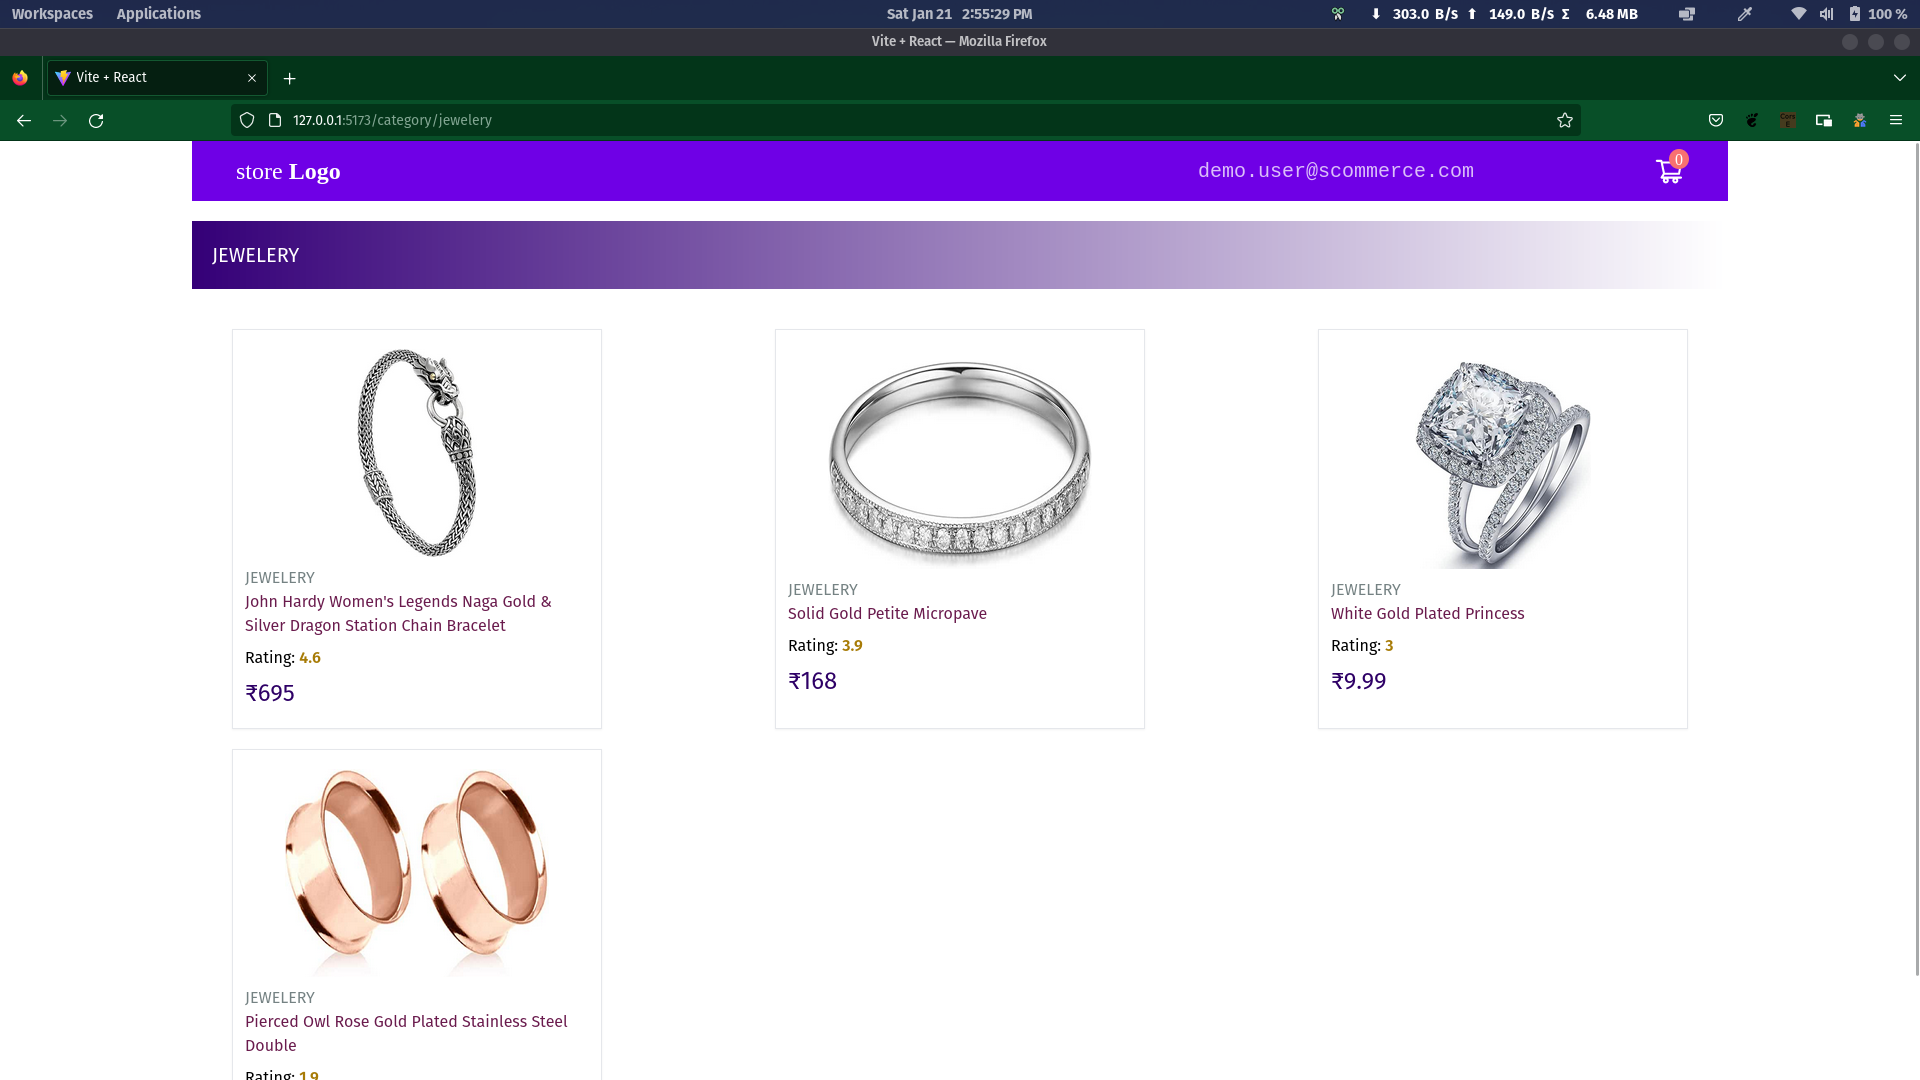 Workspaces Applications Sat Jan 21 2:55:29 PM ⬇ 303.0 B/s ⬆ 149.0 B/s Σ 6.48 MB 100 %
Vite + React — Mozilla Firefox
Vite + React
127.0.0.1:5173/category/jewelery
store Logo demo.user@scommerce.com 0
JEWELERY
JEWELERY
John Hardy Women's Legends Naga Gold &
Silver Dragon Station Chain Bracelet
Rating: 4.6
₹695
JEWELERY
Solid Gold Petite Micropave
Rating: 3.9
₹168
JEWELERY
White Gold Plated Princess
Rating: 3
₹9.99
JEWELERY
Pierced Owl Rose Gold Plated Stainless Steel
Double
Rating: 1.9